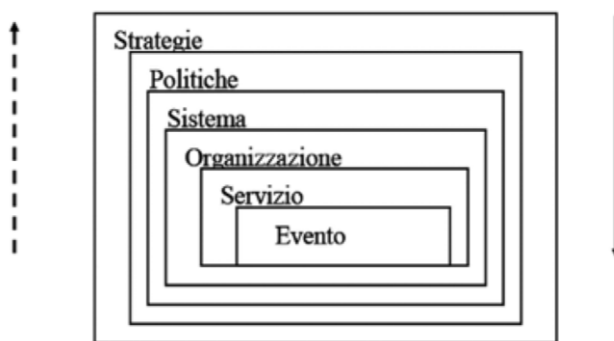 Strategie
Politiche
Sistema
Organizzazione
Servizio
Evento